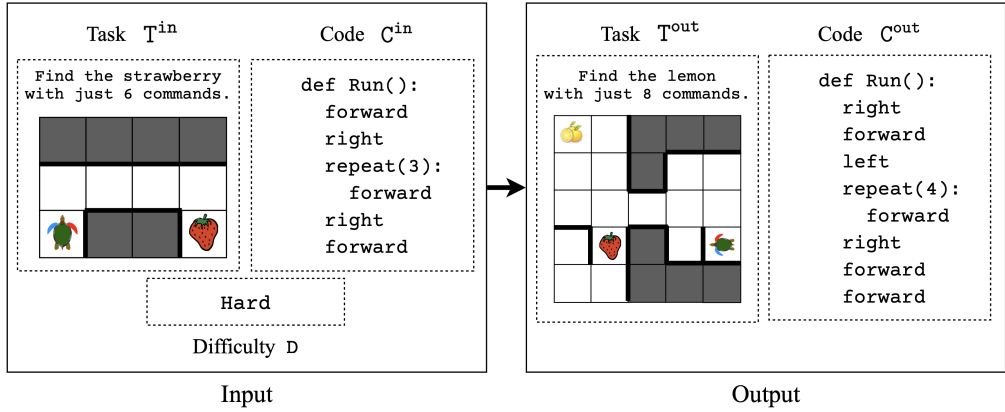 Task T^in
Code C^in
Find the strawberry
with just 6 commands.
def Run():
forward
right
repeat(3):
forward
right
forward
Hard
Difficulty D
Input
Task T^out
Code C^out
Find the lemon
with just 8 commands.
def Run():
right
forward
left
repeat(4):
forward
right
forward
forward
Output